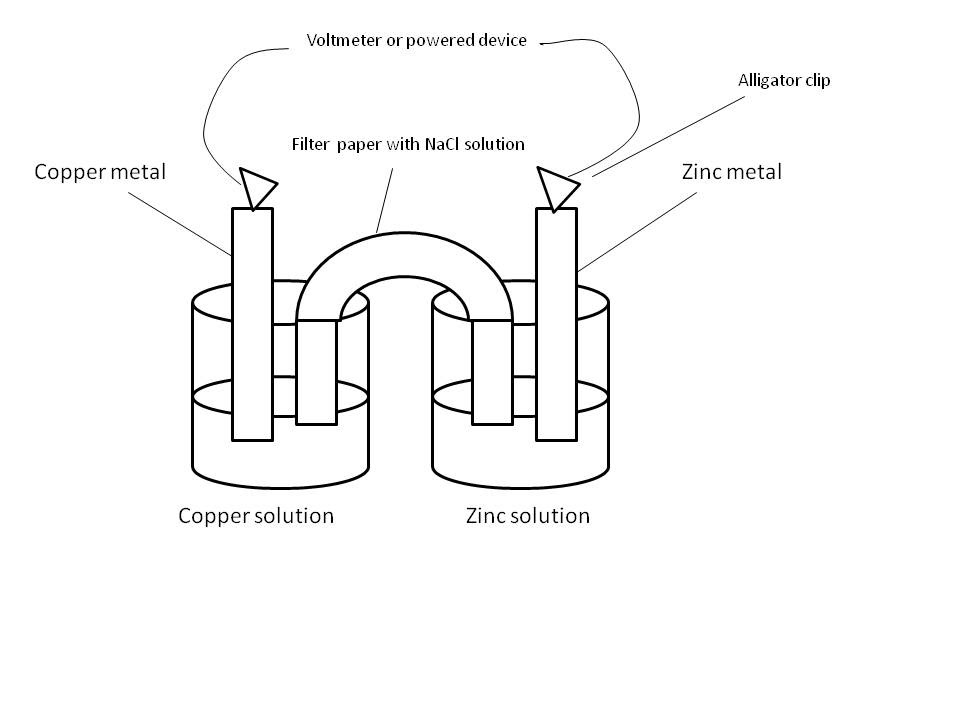 Voltmeter or powered device
Alligator clip
Filter paper with NaCl solution
Copper metal
Zinc metal
Copper solution
Zinc solution